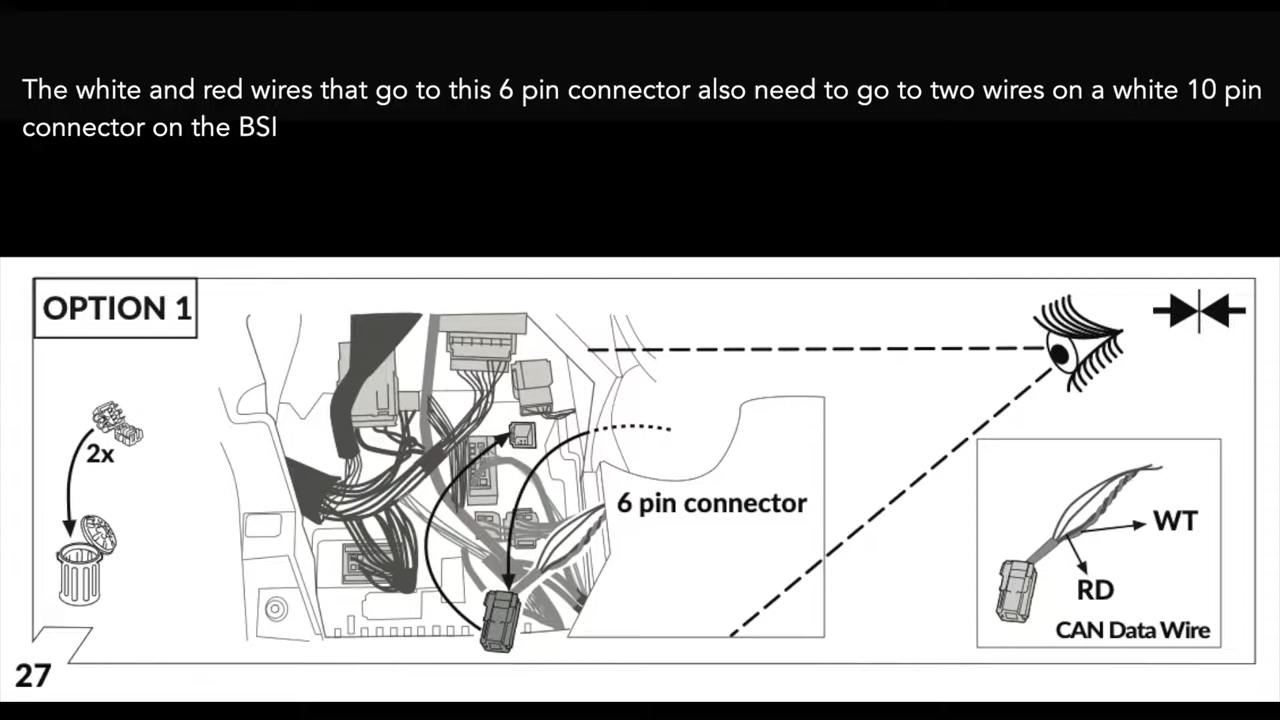 The white and red wires that go to this 6 pin connector also need to go to two wires on a white 10 pin
connector on the BSI
OPTION 1
2x
6 pin connector
WT
RD
CAN Data Wire
27